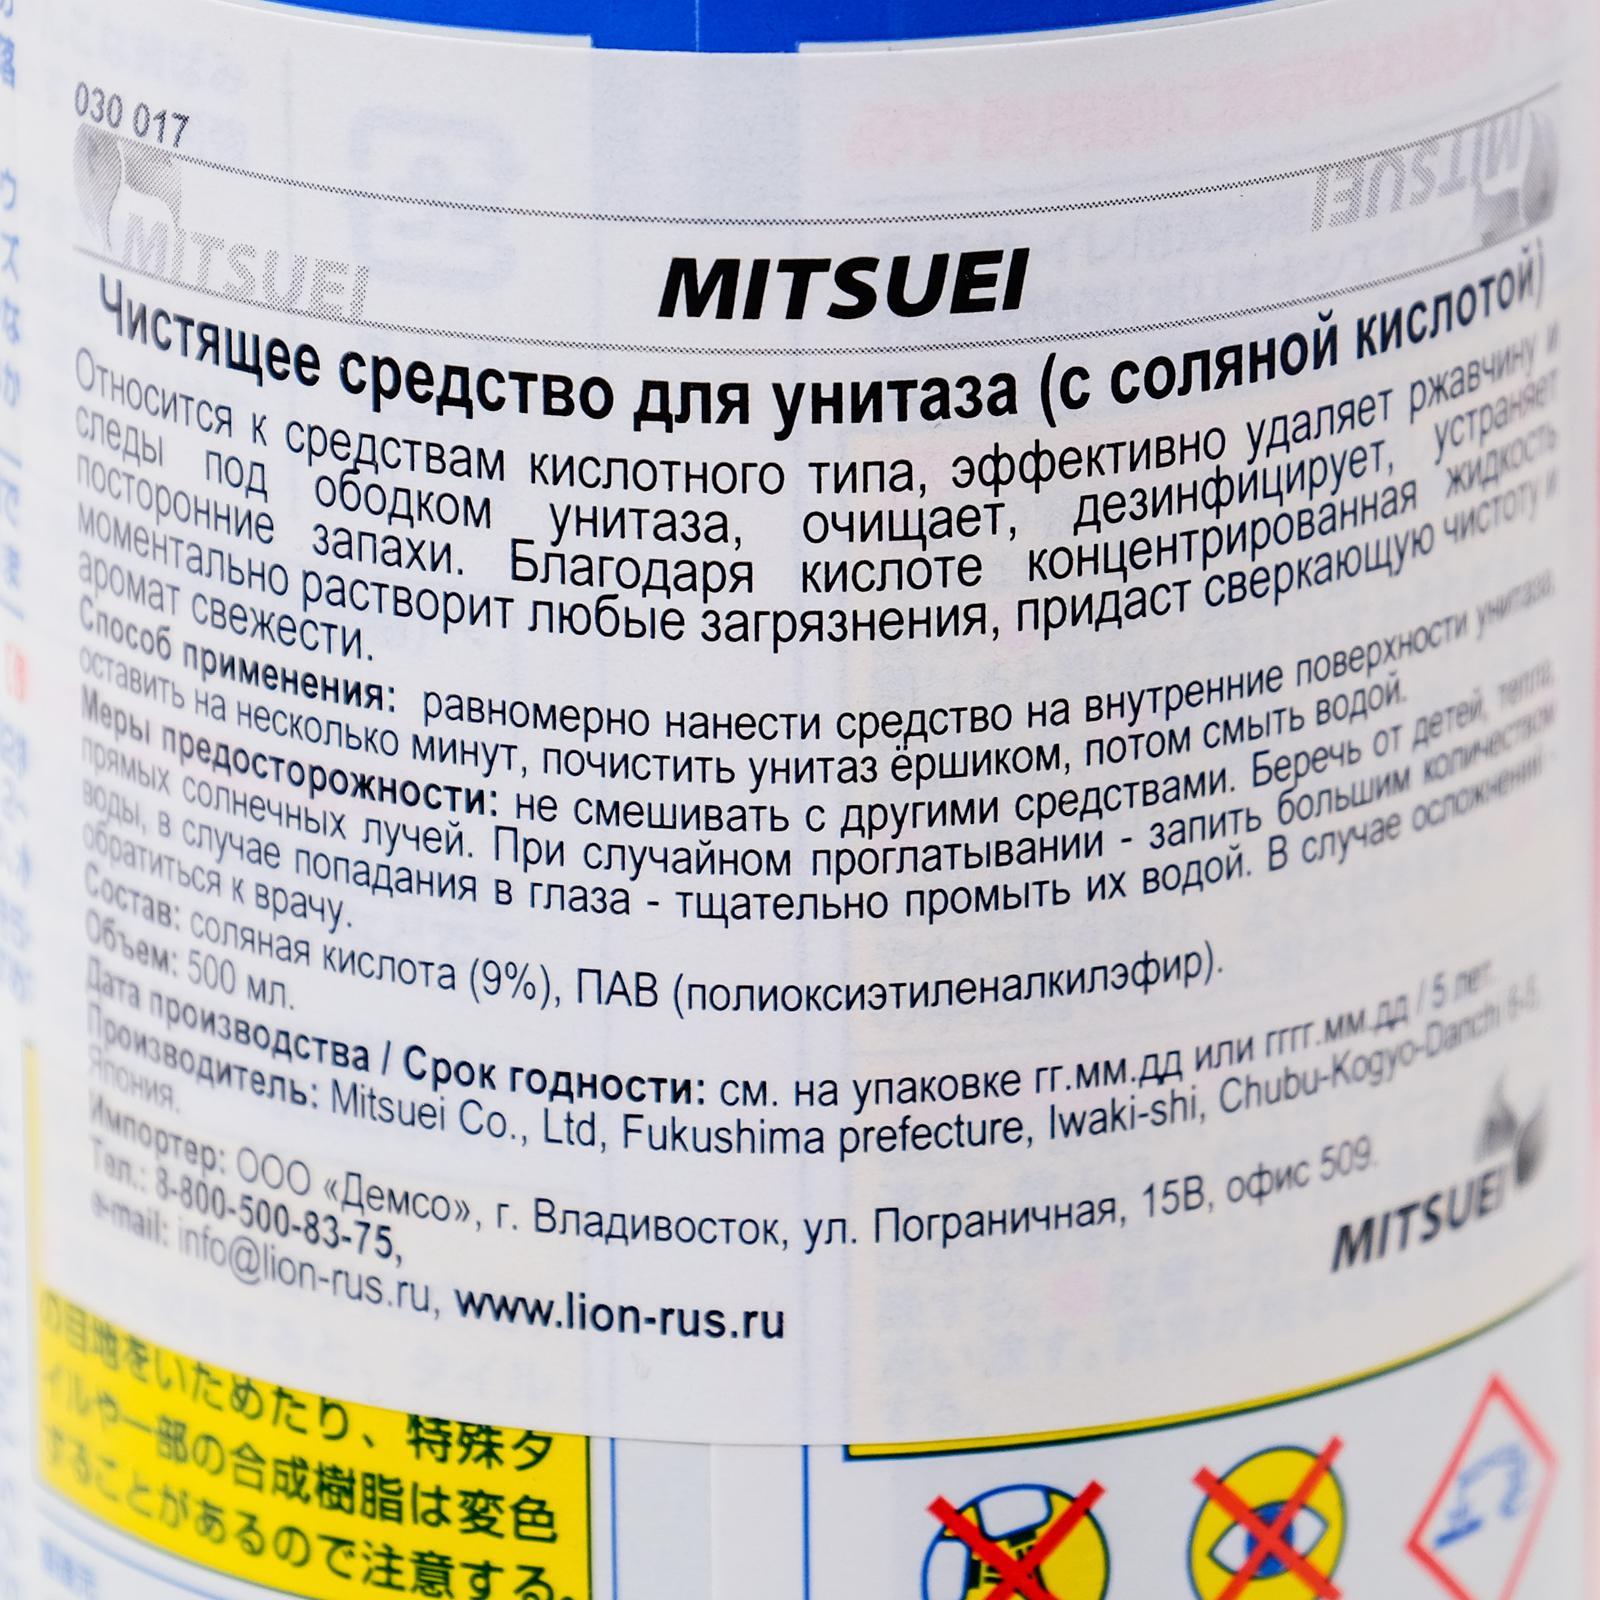 030 017
MITSUEI
MITSUEI
MITSUEI
Чистящее средство для унитаза (с соляной кислотой)
Относится к средствам кислотного типа, эффективно удаляет ржавчину и
следы под ободком унитаза, очищает, дезинфицирует, устраняет
посторонние запахи. Благодаря кислоте концентрированная жидкость
моментально растворит любые загрязнения, придаст сверкающую чистоту и
аромат свежести.
Способ применения: равномерно нанести средство на внутренние поверхности унитаза,
оставить на несколько минут, почистить унитаз ёршиком, потом смыть водой.
Меры предосторожности: не смешивать с другими средствами. Беречь от детей, тепла,
прямых солнечных лучей. При случайном проглатывании - запить большим количеством
воды, в случае попадания в глаза - тщательно промыть их водой. В случае осложнений -
обратиться к врачу.
Состав: соляная кислота (9%), ПАВ (полиоксиэтиленалкилэфир).
Объем: 500 мл.
Дата производства / Срок годности: см. на упаковке гг.мм.дд или гггг.мм.дд / 5 лет.
Производитель: Mitsuei Co., Ltd, Fukushima prefecture, Iwaki-shi, Chubu-Kogyo-Danchi 6-5,
Япония.
Импортер: ООО «Демсо», г. Владивосток, ул. Пограничная, 15В, офис 509.
Тел.: 8-800-500-83-75,
e-mail: info@lion-rus.ru, www.lion-rus.ru
MITSUEI
の目地をいためたり、特殊タ
イルや一部の合成樹脂は変色
することがあるので注意する。